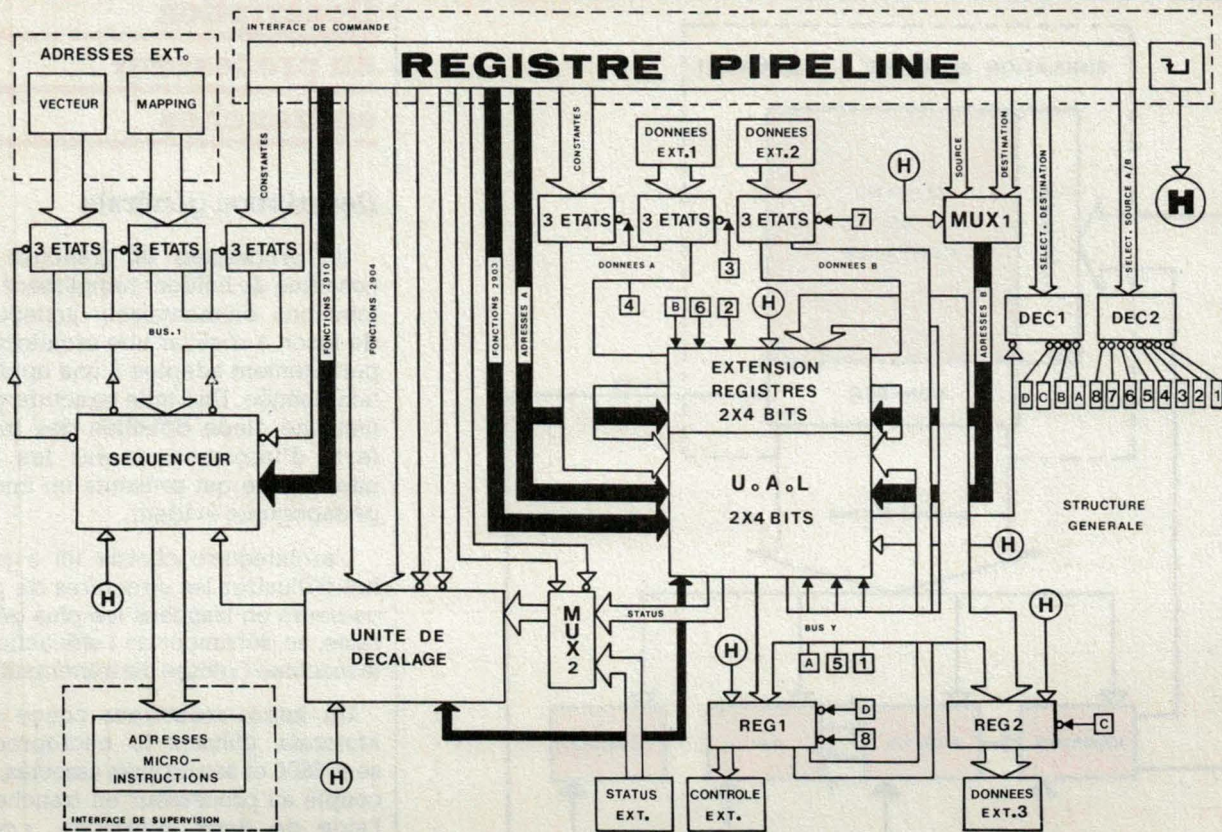 INTERFACE DE COMMANDE
REGISTRE PIPELINE
ADRESSES EXT.
VECTEUR
MAPPING
CONSTANTES
3 ETATS
3 ETATS
3 ETATS
BUS.1
SEQUENCEUR
H
ADRESSES
MICRO-
INSTRUCTIONS
INTERFACE DE SUPERVISION
FONCTIONS 2910
FONCTIONS 2904
FONCTIONS 2903
ADRESSES A
CONSTANTES
DONNEES
EXT.1
DONNEES
EXT.2
3 ETATS
3 ETATS
3 ETATS
7
3
4
DONNEES A
DONNEES B
B
6
2
H
H
SOURCE
DESTINATION
MUX1
ADRESSES B
SELECT. DESTINATION
SELECT. SOURCE A/B
H
DEC1
DEC2
D
C
B
A
8
7
6
5
4
3
2
1
EXTENSION
REGITRES
2X4 BITS
U.A.L
2X4 BITS
STRUCTURE
GENERALE
H
UNITE DE
DECALAGE
H
MUX2
STATUS
STATUS
EXT.
H
BUS Y
A
5
1
REG1
D
8
CONTROLE
EXT.
H
REG2
C
DONNEES
EXT.3